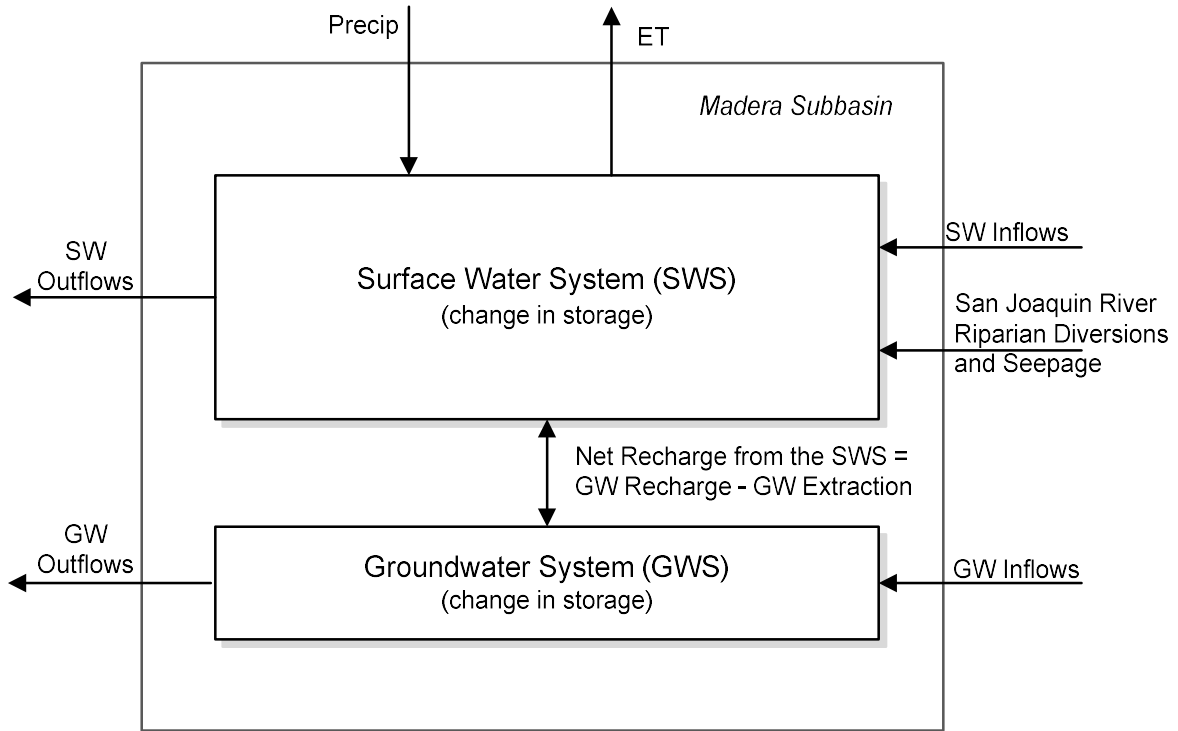 Precip
ET
Madera Subbasin
SW
Outflows
Surface Water System (SWS)
(change in storage)
SW Inflows
San Joaquin River
Riparian Diversions
and Seepage
Net Recharge from the SWS =
GW Recharge - GW Extraction
GW
Outflows
Groundwater System (GWS)
(change in storage)
GW Inflows